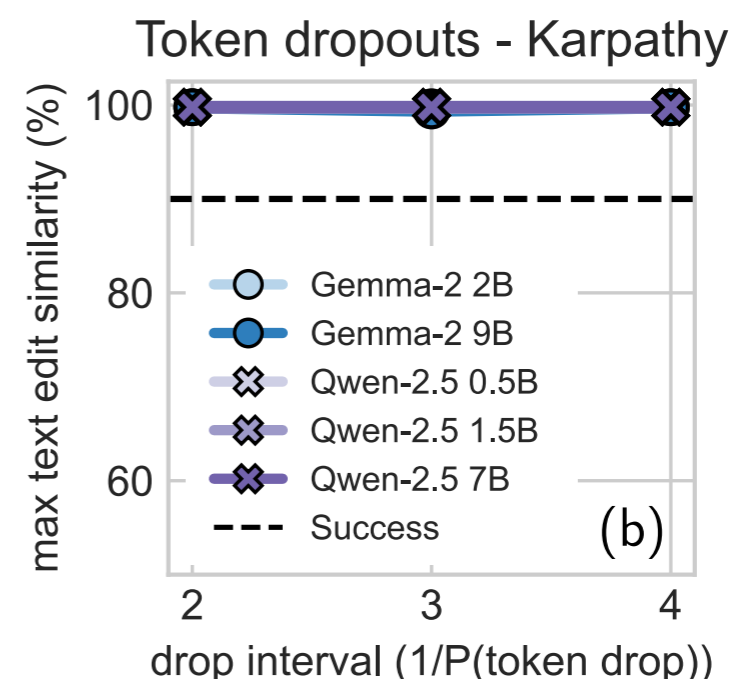 Token dropouts - Karpathy
max text edit similarity (%)
100
80
60
Gemma-2 2B
Gemma-2 9B
Qwen-2.5 0.5B
Qwen-2.5 1.5B
Qwen-2.5 7B
Success
(b)
2 3 4
drop interval (1/P(token drop))